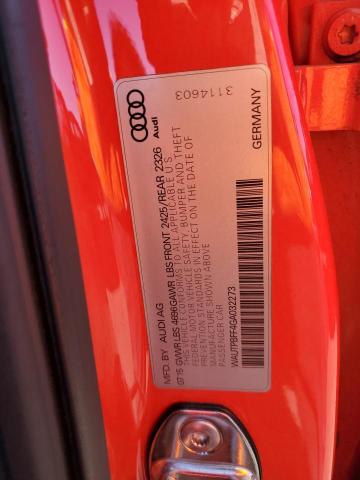 3114603
Audi
GERMANY
MFD. BY AUDI AG
07 15 GVWR LBS 4696 GAWR LBS FRONT 2425/REAR 2326
THIS VEHICLE CONFORMS TO ALL APPLICABLE U.S.
FEDERAL MOTOR VEHICLE SAFETY, BUMPER AND THEFT
PREVENTION STANDARDS IN EFFECT ON THE DATE OF
MANUFACTURE SHOWN ABOVE
PASSENGER CAR
WAUTPBFF4GA032273